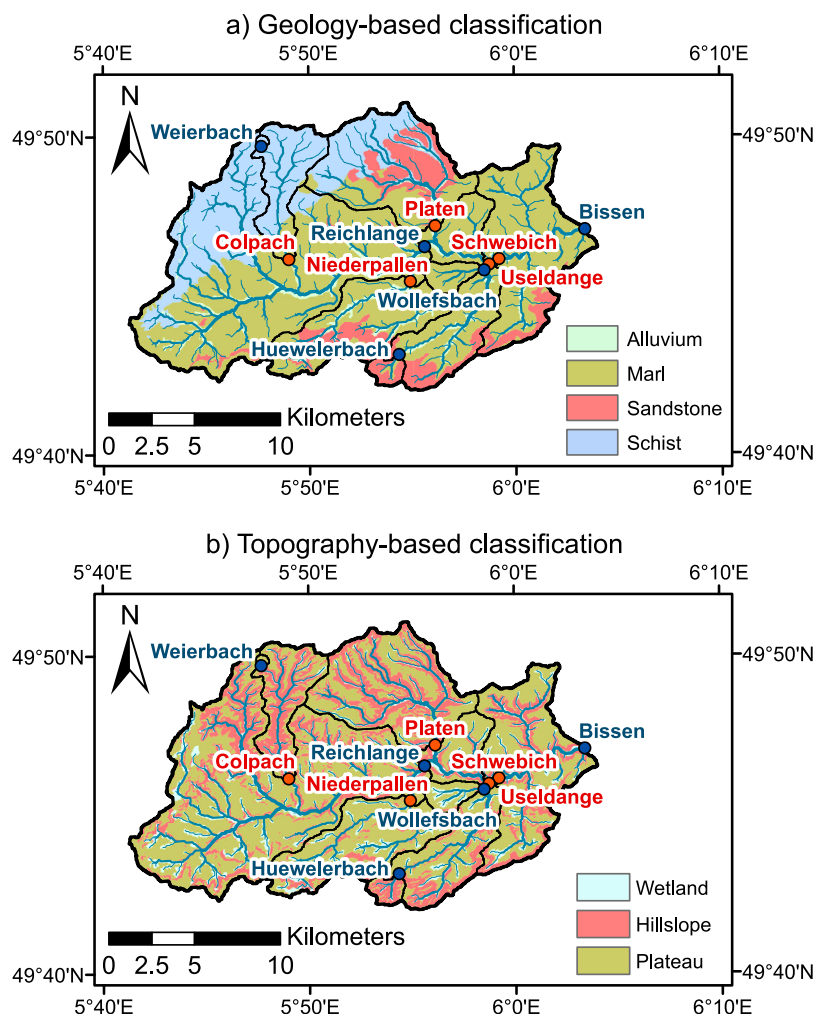 a) Geology-based classification
5°40'E 5°50'E 6°0'E 6°10'E
N
49°50'N 49°50'N
Weierbach
Platen
Bissen
Reichlange
Schwebich
Colpach
Niederpallen
Useldange
Wollefsbach
Huewelerbach
Alluvium
Marl
Sandstone
Schist
Kilometers
0 2.5 5 10
49°40'N 49°40'N
5°40'E 5°50'E 6°0'E 6°10'E
b) Topography-based classification
5°40'E 5°50'E 6°0'E 6°10'E
N
49°50'N 49°50'N
Weierbach
Platen
Bissen
Reichlange
Schwebich
Colpach
Niederpallen
Useldange
Wollefsbach
Huewelerbach
Wetland
Hillslope
Plateau
Kilometers
0 2.5 5 10
49°40'N 49°40'N
5°40'E 5°50'E 6°0'E 6°10'E